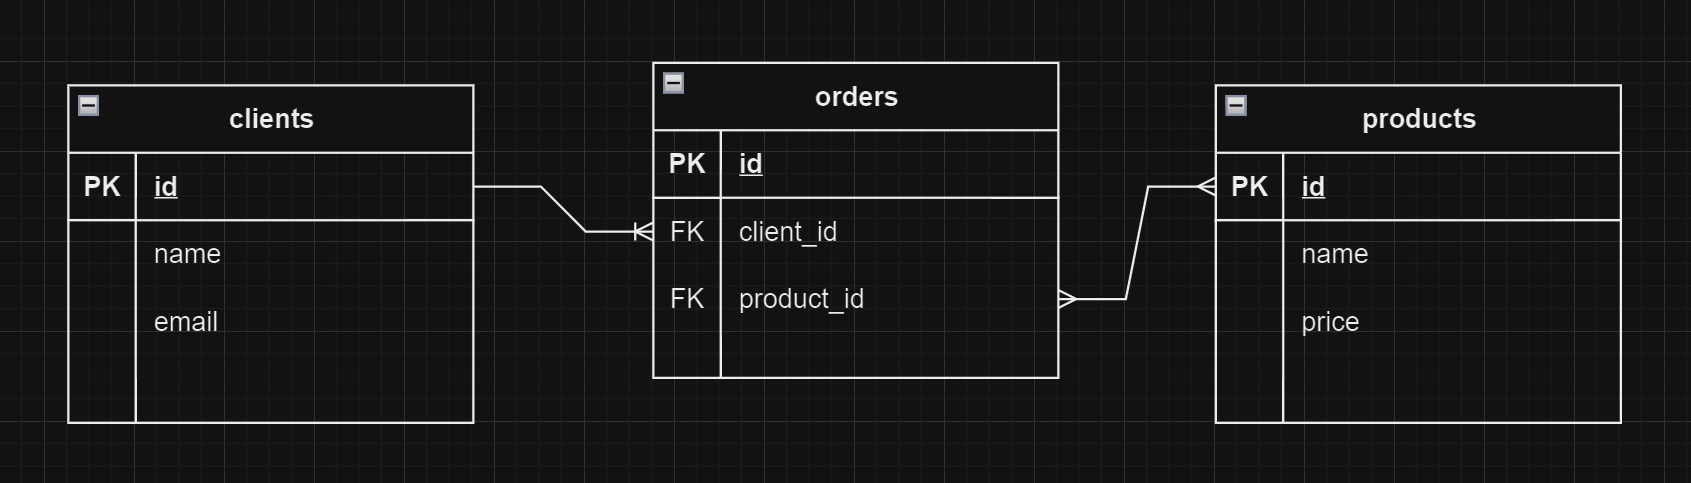 clients
PK id
name
email
orders
PK id
FK client_id
FK product_id
products
PK id
name
price